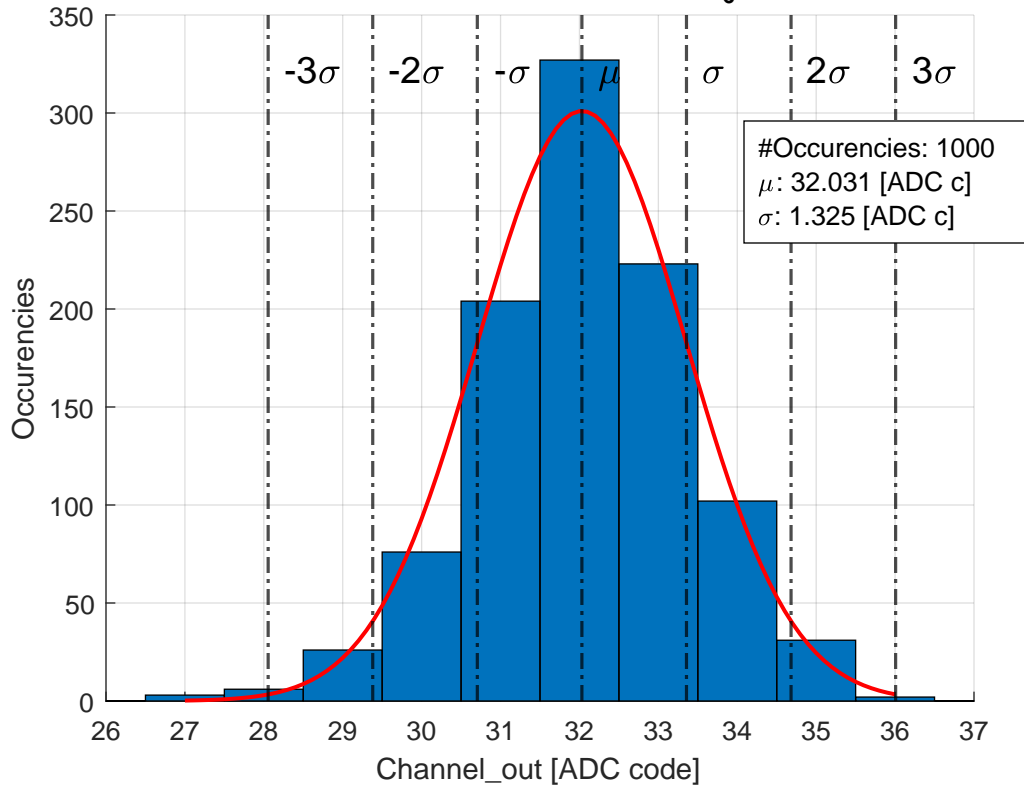 350
300
250
200
150
100
50
0
-3σ -2σ -σ μ σ 2σ 3σ
#Occurencies: 1000
μ: 32.031 [ADC c]
σ: 1.325 [ADC c]
Occurencies
26 27 28 29 30 31 32 33 34 35 36 37
Channel_out [ADC code]